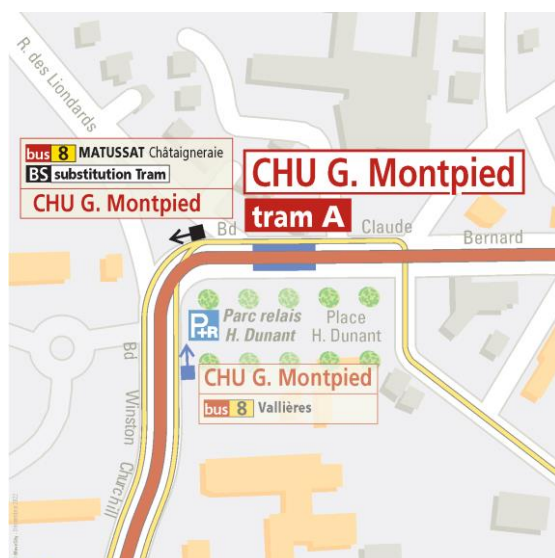 R. des Liondards
bus 8 MATUSSAT Châtaigneraie
BS substitution Tram
CHU G. Montpied
CHU G. Montpied
tram A
Bd Claude Bernard
P+R Parc relais
H. Dunant
Place
H. Dunant
CHU G. Montpied
bus 8 Vallières
Bd Winston Churchill